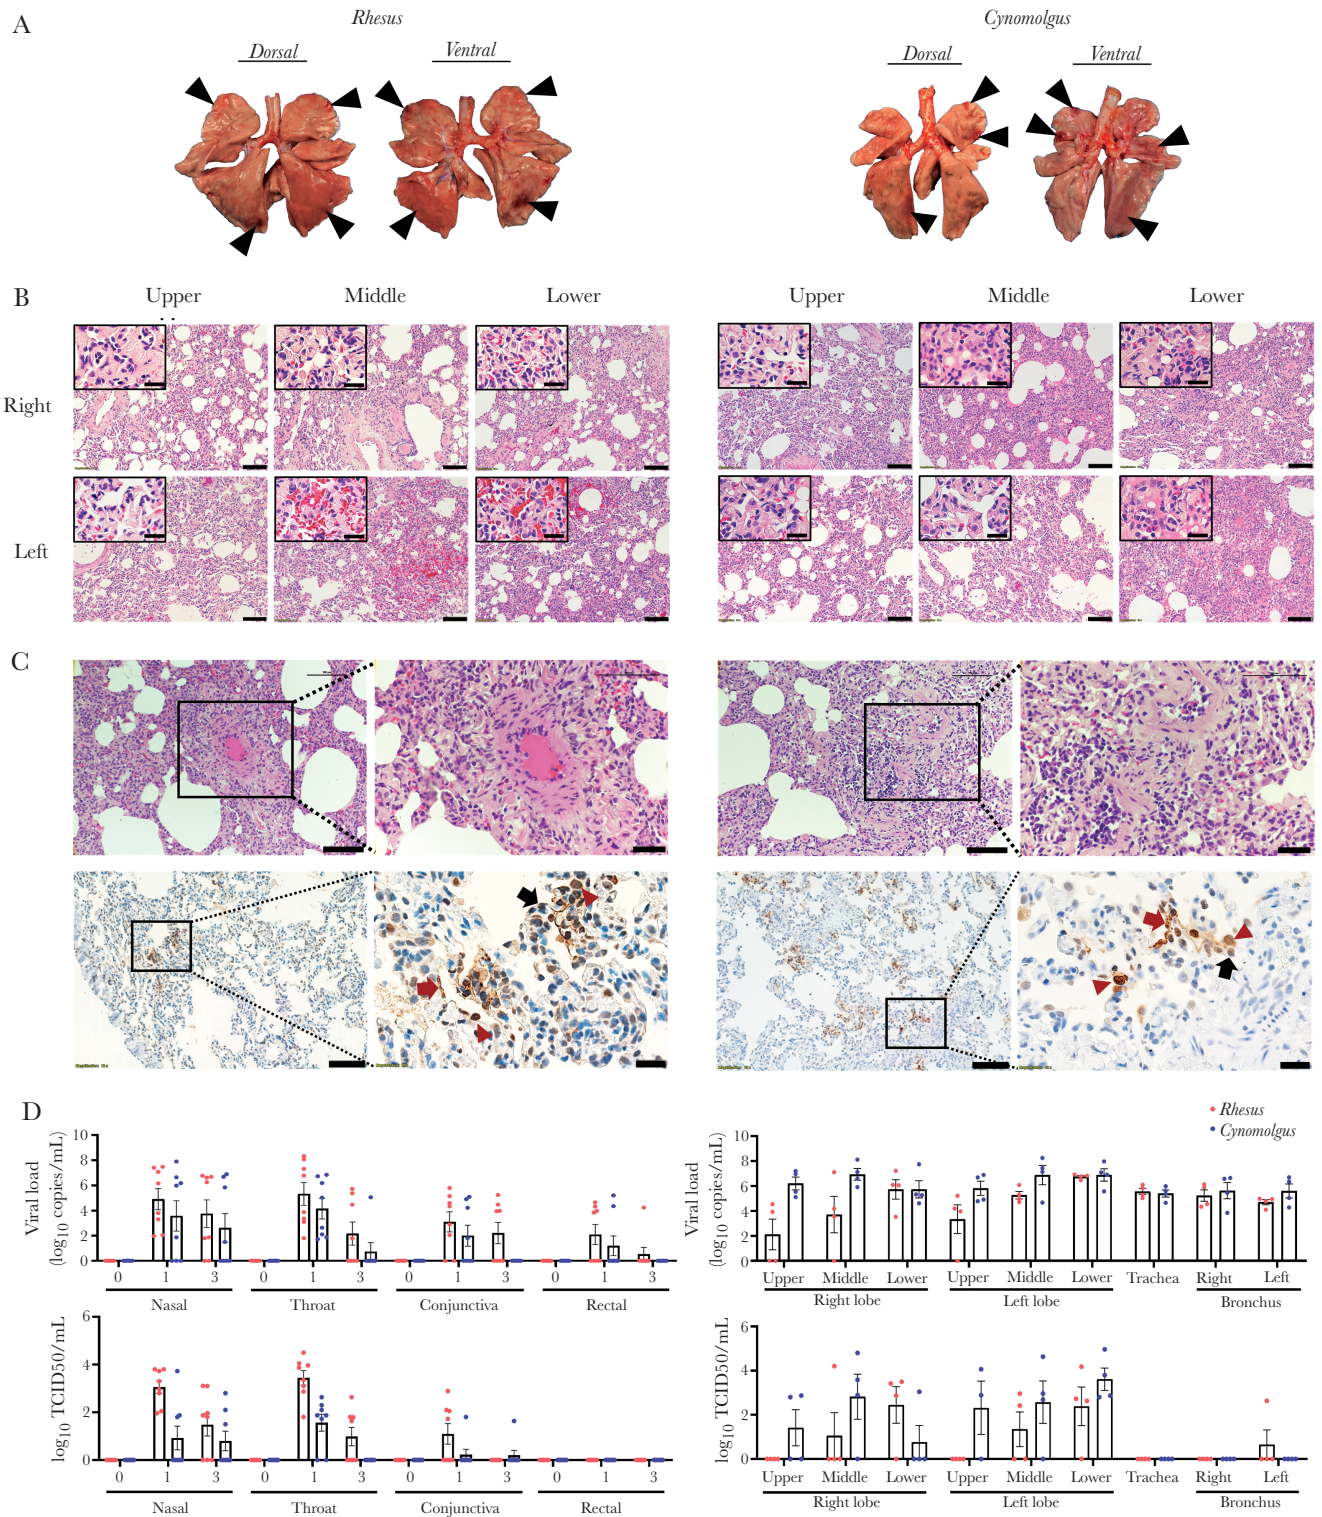 A
Rhesus
Cynomolgus
Dorsal
Ventral
Dorsal
Ventral
B
Upper
Middle
Lower
Upper
Middle
Lower
Right
Left
C
D
Rhesus
Cynomolgus
Viral load
(log10 copies/mL)
10
8
6
4
2
0
0 1 3 0 1 3 0 1 3 0 1 3
Nasal Throat Conjunctiva Rectal
Viral load
(log10 copies/mL)
10
8
6
4
2
0
Upper Middle Lower Upper Middle Lower Trachea Right Left
Right lobe Left lobe Bronchus
log10 TCID50/mL
6
4
2
0
0 1 3 0 1 3 0 1 3 0 1 3
Nasal Throat Conjunctiva Rectal
log10 TCID50/mL
6
4
2
0
Upper Middle Lower Upper Middle Lower Trachea Right Left
Right lobe Left lobe Bronchus